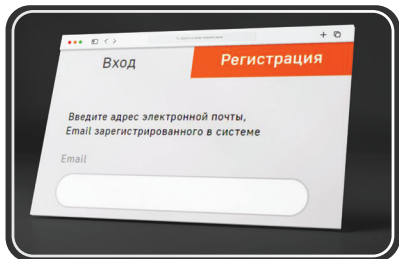 Вход
Регистрация
Введите адрес электронной почты,
Email зарегистрированного в системе
Email